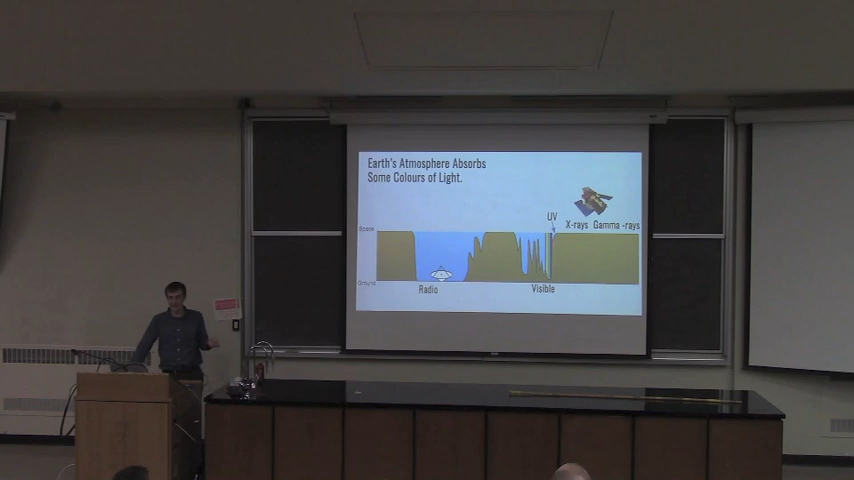 Earth's Atmosphere Absorbs
Some Colours of Light.
UV
X-rays Gamma-rays
Space
Ground
Radio
Visible